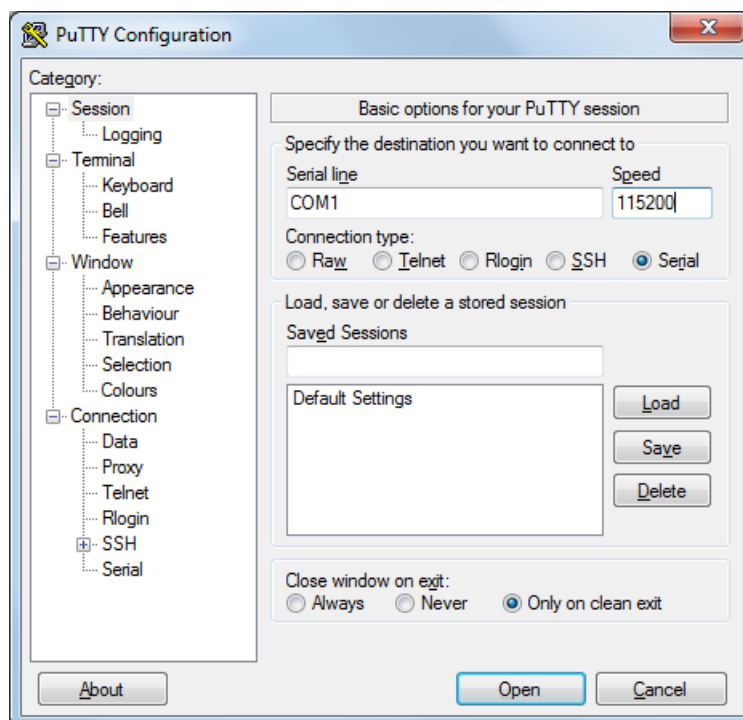 PuTTY Configuration
Category:
Session
Logging
Terminal
Keyboard
Bell
Features
Window
Appearance
Behaviour
Translation
Selection
Colours
Connection
Data
Proxy
Telnet
Rlogin
SSH
Serial
Basic options for your PuTTY session
Specify the destination you want to connect to
Serial line Speed
COM1 115200
Connection type:
Raw Telnet Rlogin SSH Serial
Load, save or delete a stored session
Saved Sessions
Default Settings
Load
Save
Delete
Close window on exit:
Always Never Only on clean exit
About Open Cancel